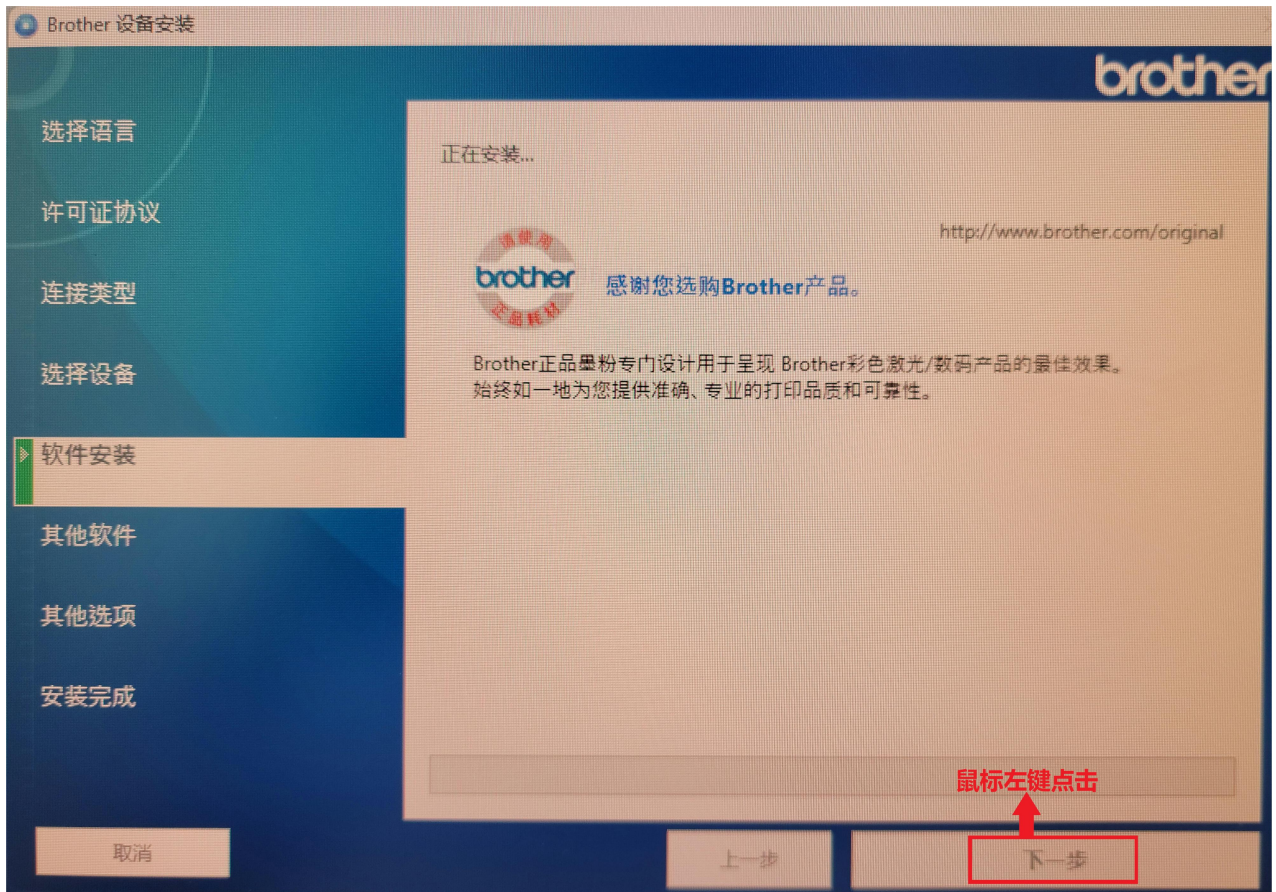 Brother 设备安装
brother
选择语言
许可证协议
连接类型
选择设备
软件安装
其他软件
其他选项
安装完成
正在安装...
http://www.brother.com/original
请使用
brother
正品耗材
感谢您选购Brother产品。
Brother正品墨粉专门设计用于呈现 Brother彩色激光/数码产品的最佳效果。
始终如一地为您提供准确、专业的打印品质和可靠性。
鼠标左键点击
取消
上一步
下一步